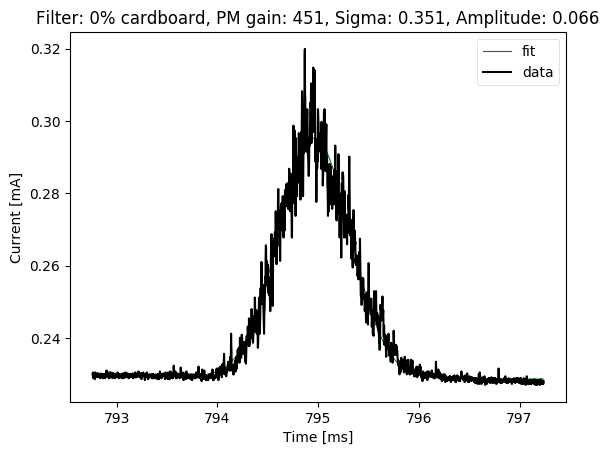 Filter: 0% cardboard, PM gain: 451, Sigma: 0.351, Amplitude: 0.066
fit
data
0.32
0.30
0.28
0.26
0.24
Current [mA]
793
794
795
796
797
Time [ms]